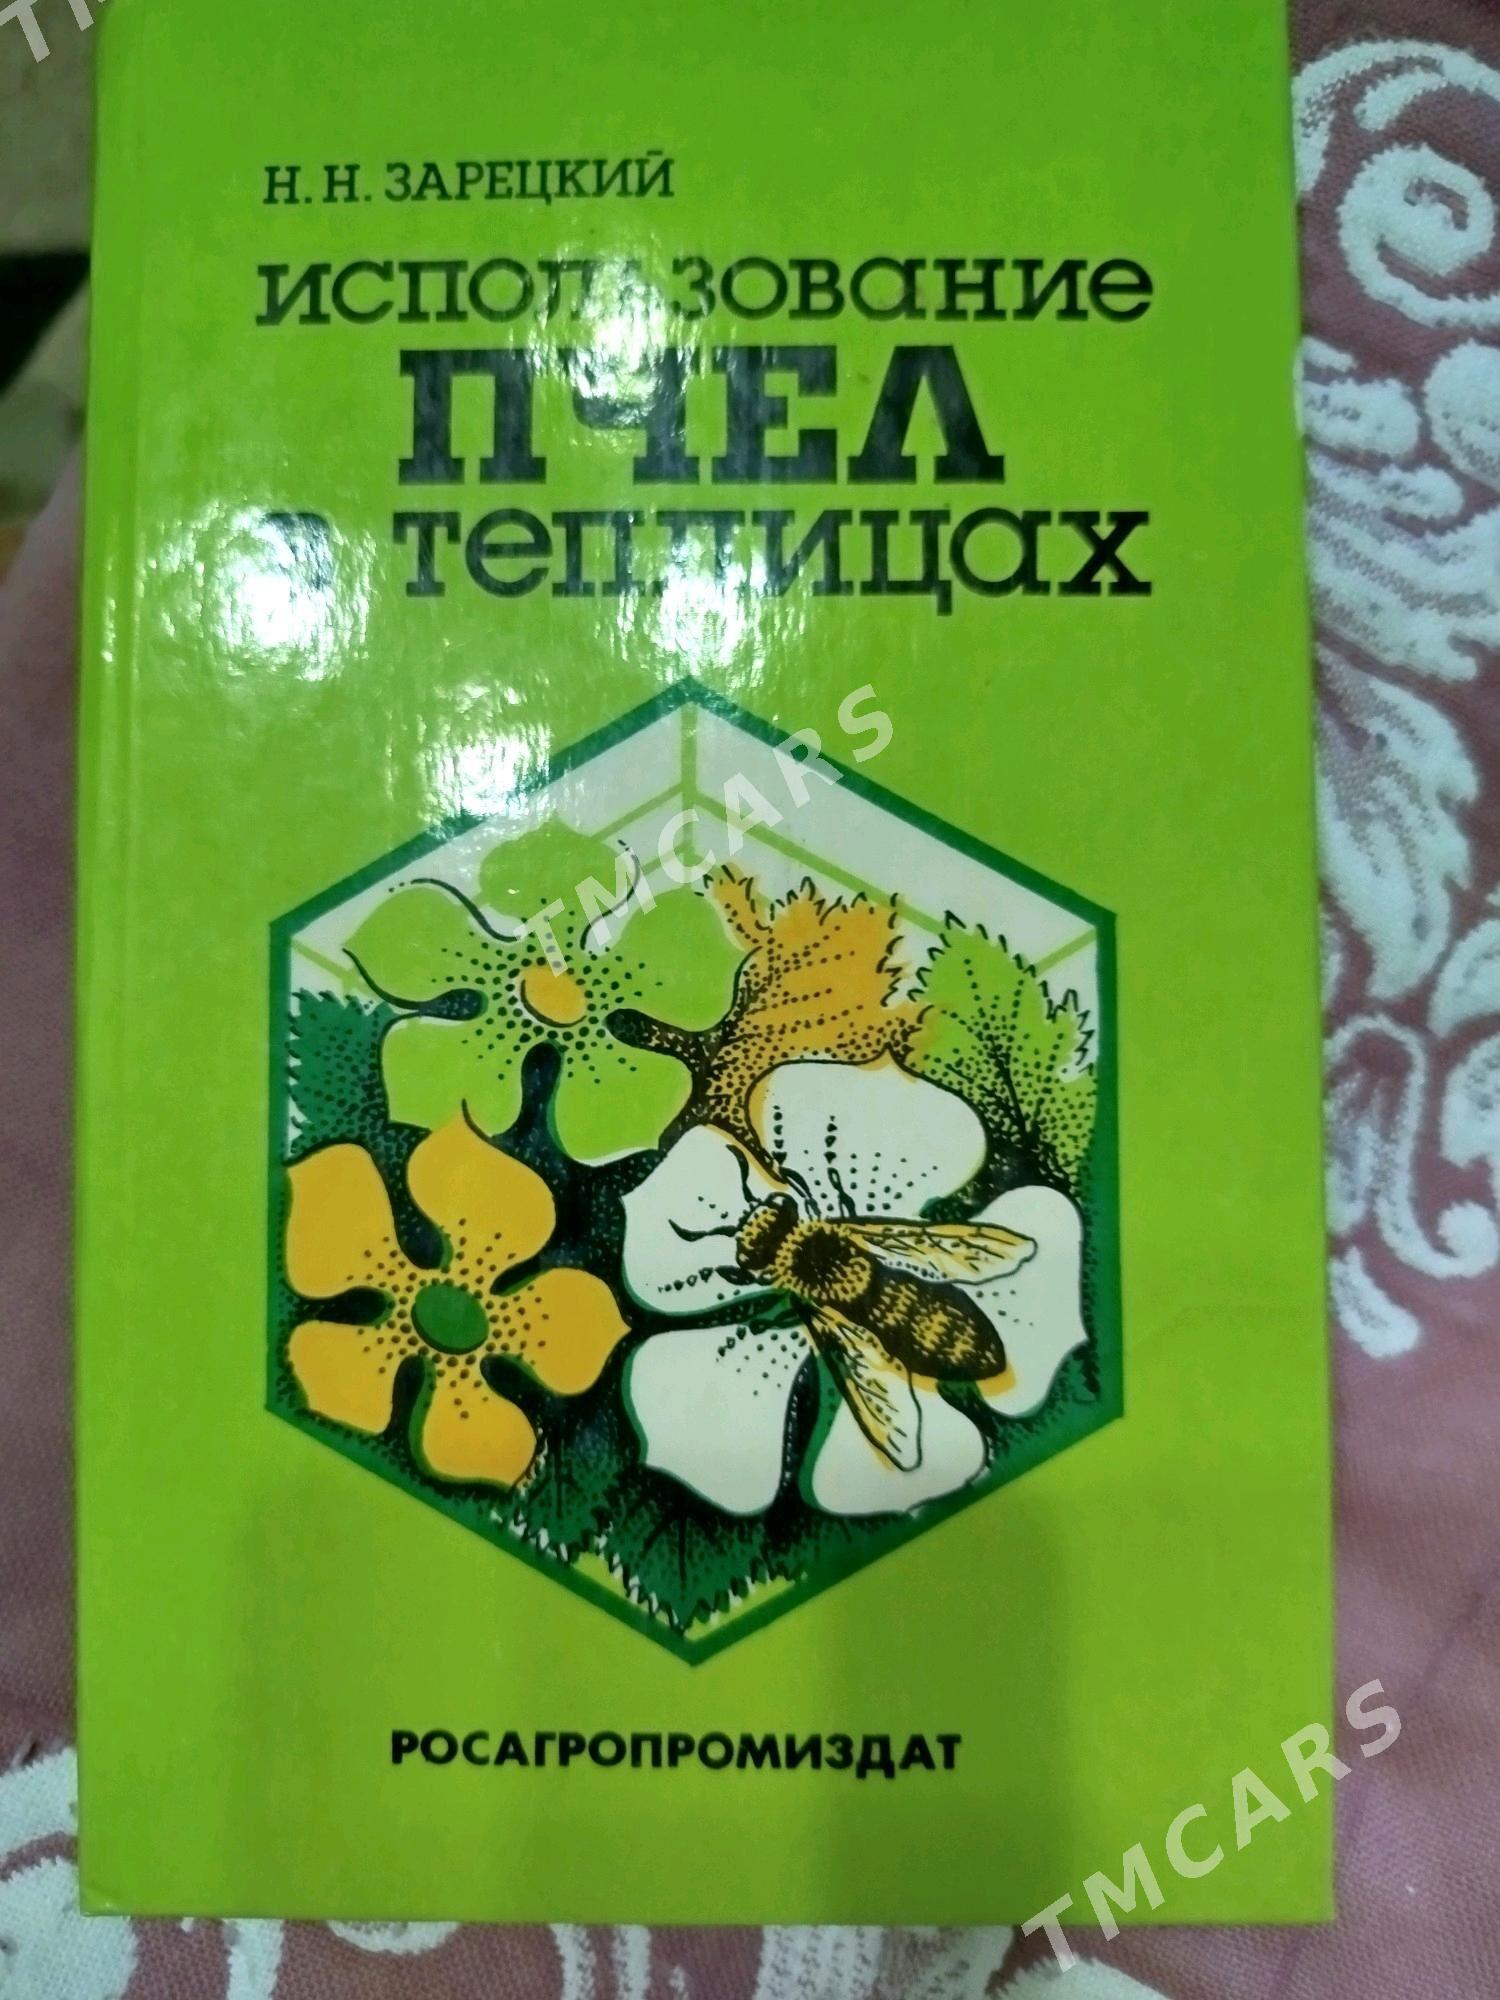 Н. Н. ЗАРЕЦКИЙ
использование
ПЧЕЛ
в теплицах
TMCARS
РОСАГРОПРОМИЗДАТ
TMCARS